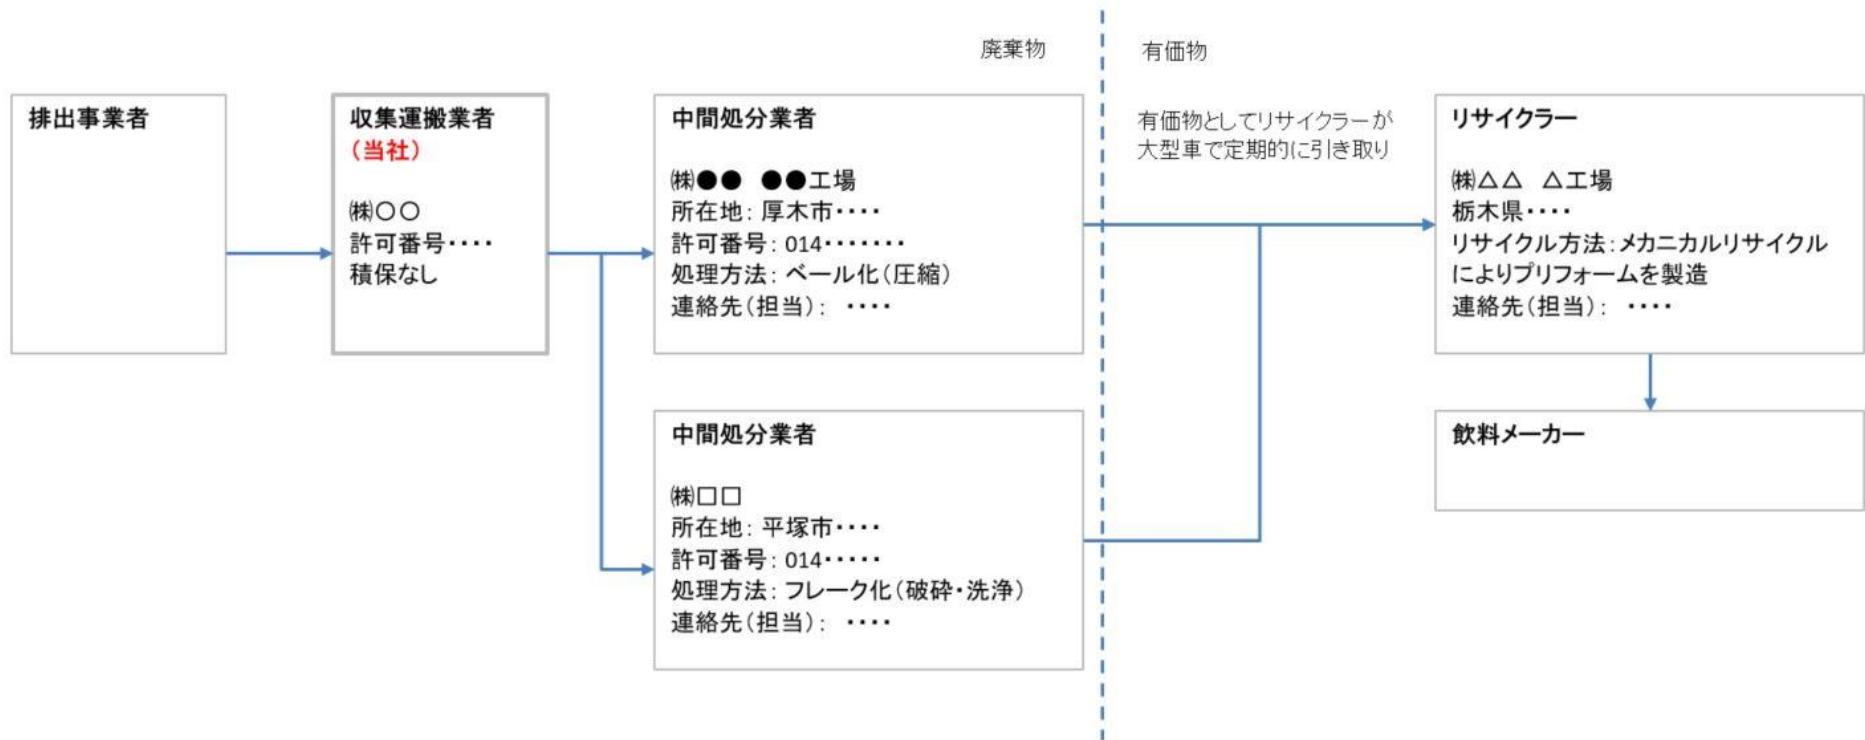 廃棄物
有価物
排出事業者
収集運搬業者
（当社）
㈱〇〇
許可番号・・・・
積保なし
中間処分業者
㈱●●　●●工場
所在地：厚木市・・・・
許可番号：014・・・・・・・
処理方法：ベール化（圧縮）
連絡先（担当）：　・・・・
中間処分業者
㈱□□
所在地：平塚市・・・・
許可番号：014・・・・・
処理方法：フレーク化（破砕・洗浄）
連絡先（担当）：　・・・・
有価物としてリサイクラーが
大型車で定期的に引き取り
リサイクラー
㈱△△　△工場
栃木県・・・・
リサイクル方法：メカニカルリサイクル
によりプリフォームを製造
連絡先（担当）：　・・・・
飲料メーカー